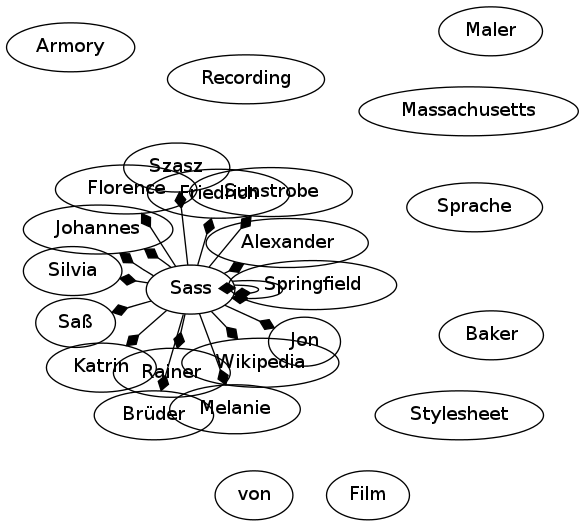 Maler
Armory
Recording
Massachusetts
Szasz
Florence
Friedrich
Sunstrobe
Sprache
Johannes
Alexander
Silvia
Springfield
Sass
Saß
Baker
Jon
Katrin
Rainer
Wikipedia
Brüder
Melanie
Stylesheet
von
Film